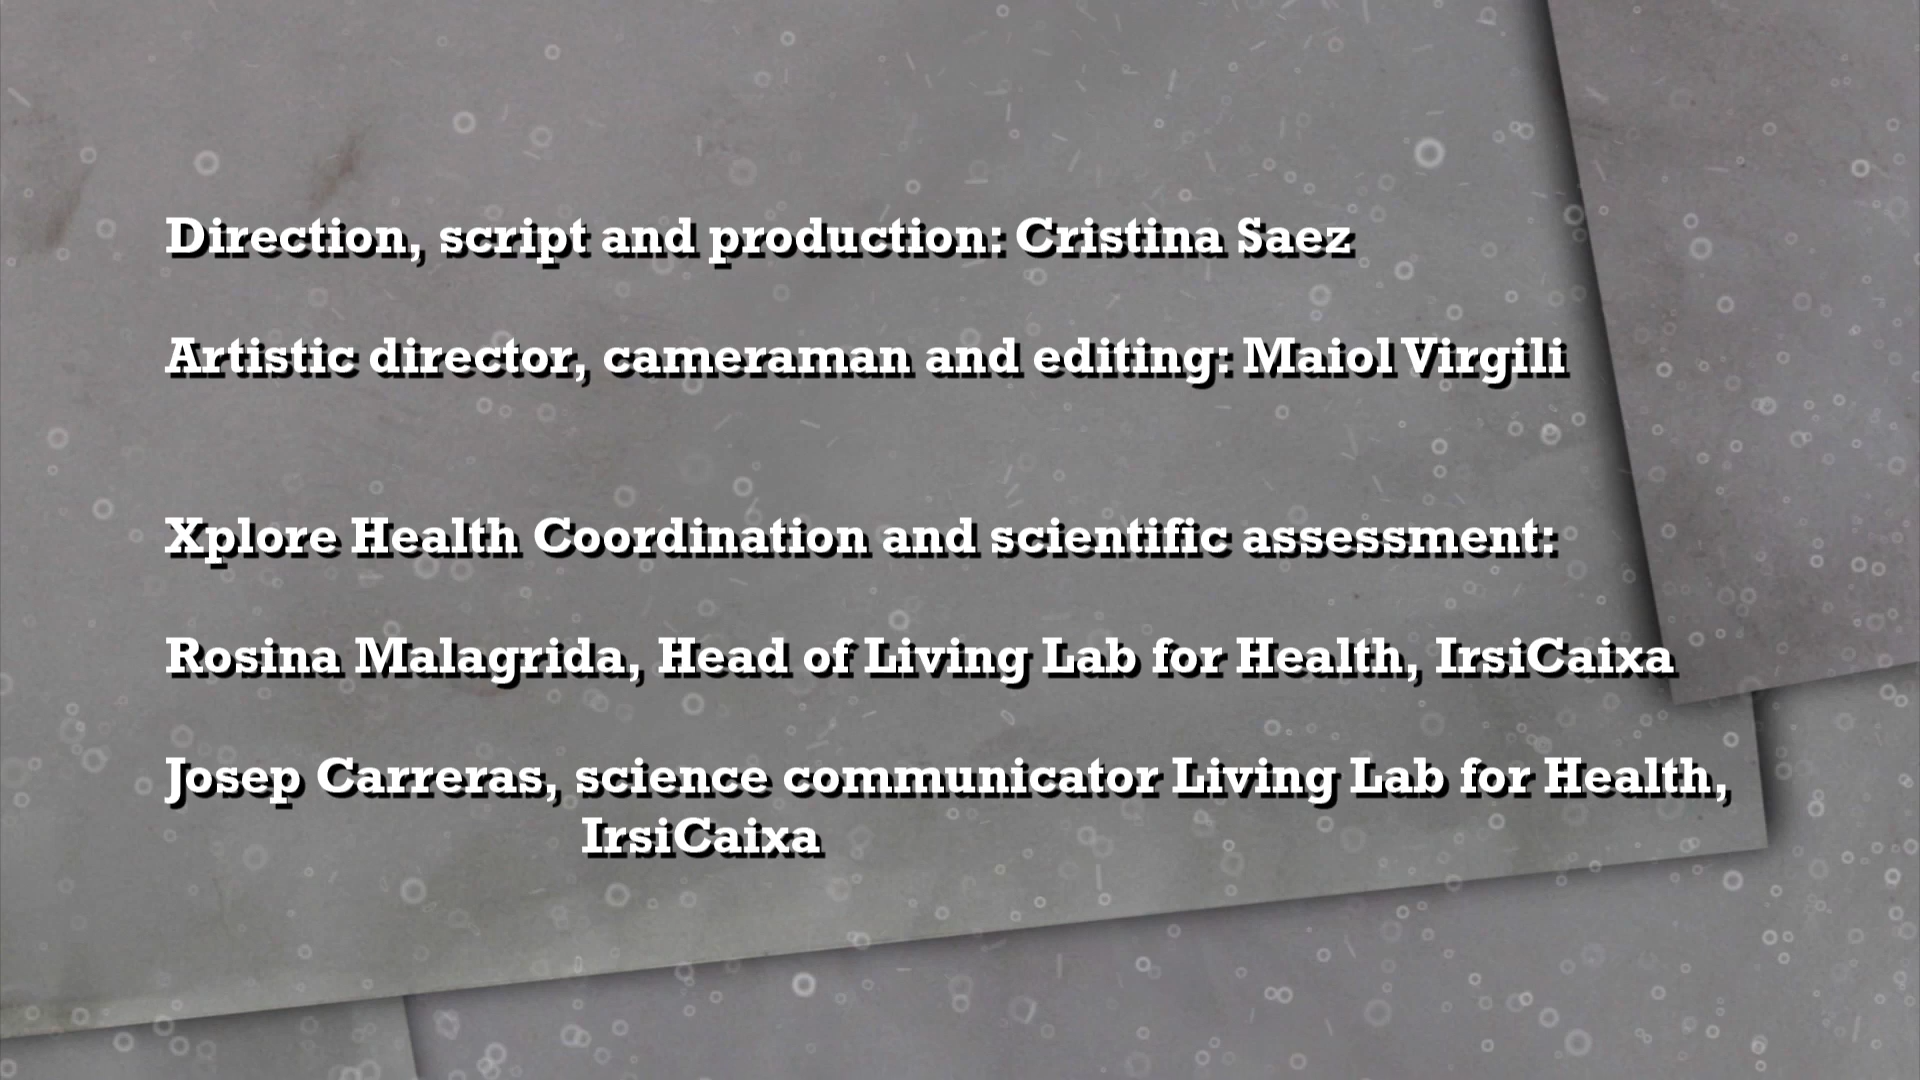 Direction, script and production: Cristina Saez
Artistic director, cameraman and editing: Maiol Virgili
Xplore Health Coordination and scientific assessment:
Rosina Malagrida, Head of Living Lab for Health, IrsiCaixa
Josep Carreras, science communicator Living Lab for Health,
IrsiCaixa